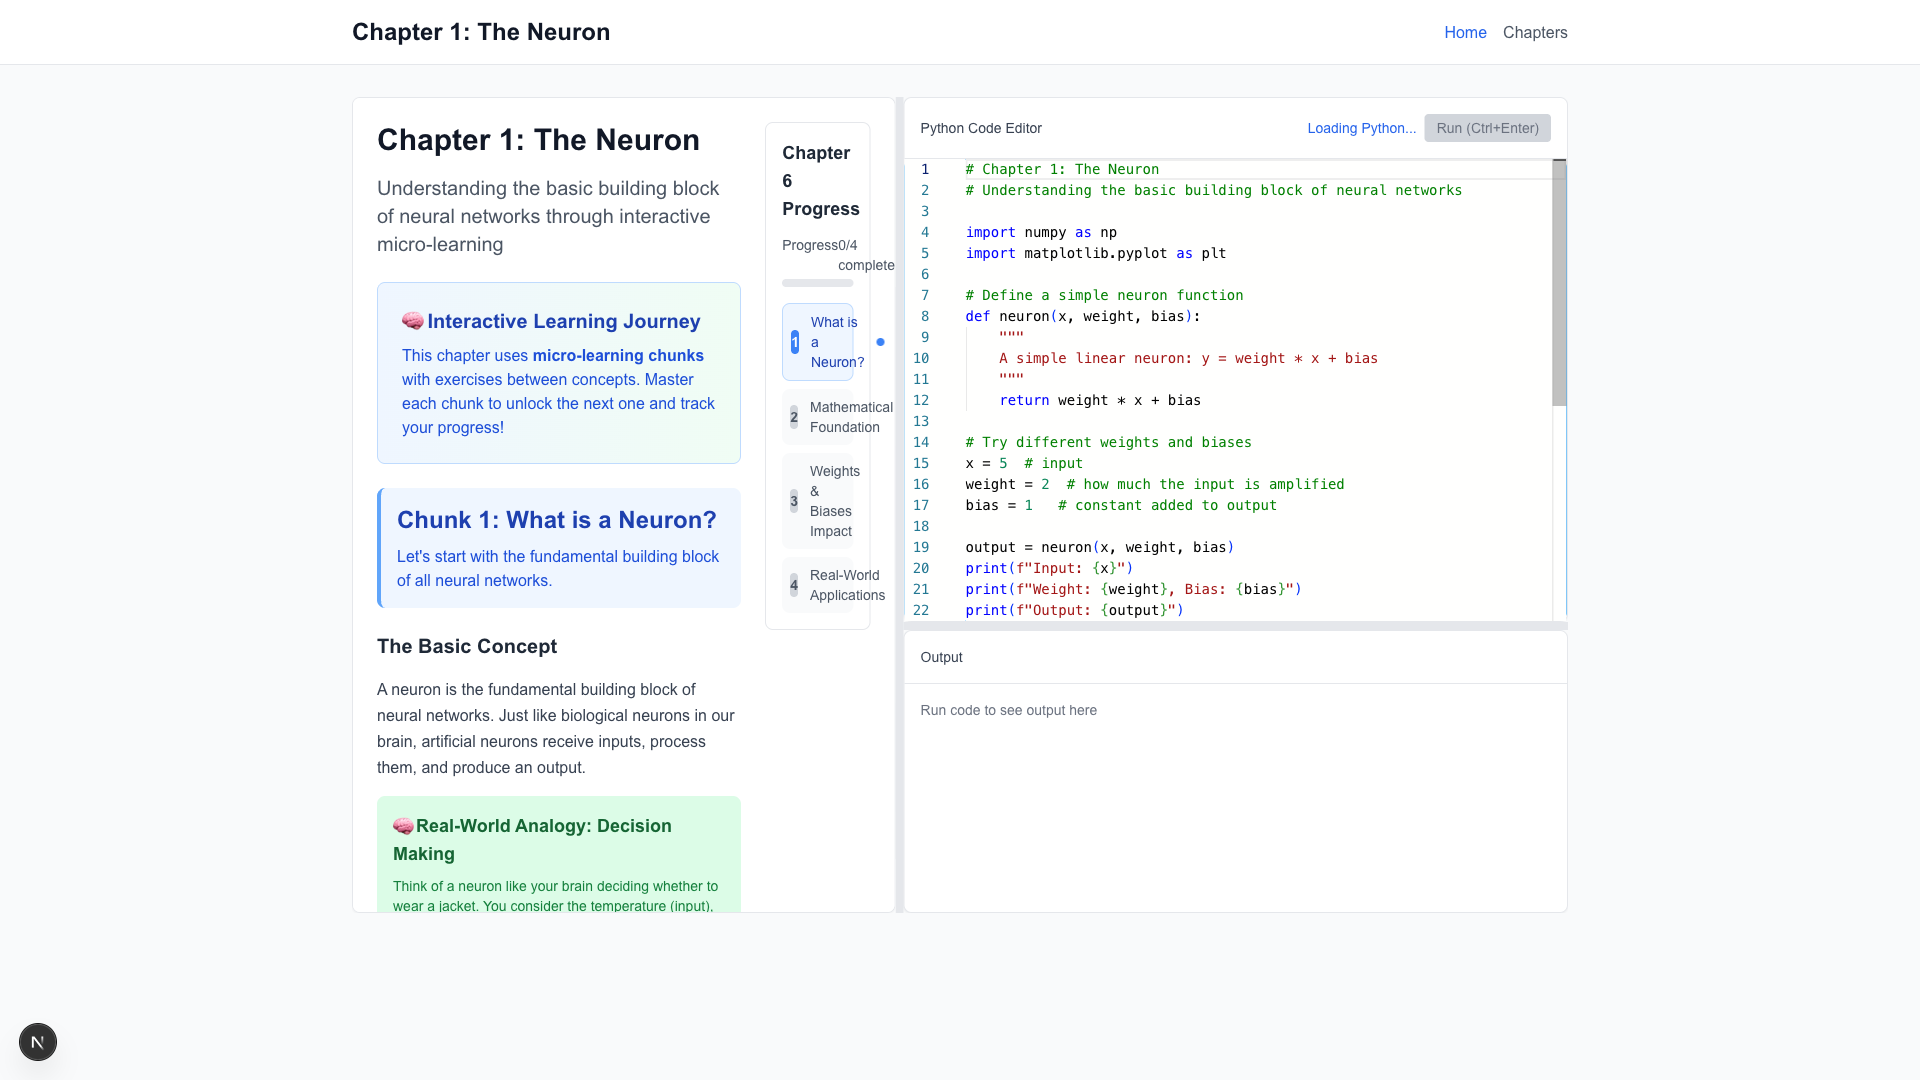 Chapter 1: The Neuron
Home
Chapters
Chapter 1: The Neuron
Understanding the basic building block
of neural networks through interactive
micro-learning
🧠Interactive Learning Journey
This chapter uses micro-learning chunks
with exercises between concepts. Master
each chunk to unlock the next one and track
your progress!
Chunk 1: What is a Neuron?
Let's start with the fundamental building block
of all neural networks.
The Basic Concept
A neuron is the fundamental building block of
neural networks. Just like biological neurons in our
brain, artificial neurons receive inputs, process
them, and produce an output.
🧠Real-World Analogy: Decision
Making
Think of a neuron like your brain deciding whether to
wear a jacket. You consider the temperature (input),
Chapter
6
Progress
Progress0/4
complete
1
What is
a
Neuron?
2
Mathematical
Foundation
3
Weights
&
Biases
Impact
4
Real-World
Applications
Python Code Editor
Loading Python...
Run (Ctrl+Enter)
1 # Chapter 1: The Neuron
2 # Understanding the basic building block of neural networks
3
4 import numpy as np
5 import matplotlib.pyplot as plt
6
7 # Define a simple neuron function
8 def neuron(x, weight, bias):
9     """
10     A simple linear neuron: y = weight * x + bias
11     """
12     return weight * x + bias
13
14 # Try different weights and biases
15 x = 5  # input
16 weight = 2  # how much the input is amplified
17 bias = 1   # constant added to output
18
19 output = neuron(x, weight, bias)
20 print(f"Input: {x}")
21 print(f"Weight: {weight}, Bias: {bias}")
22 print(f"Output: {output}")
Output
Run code to see output here
N